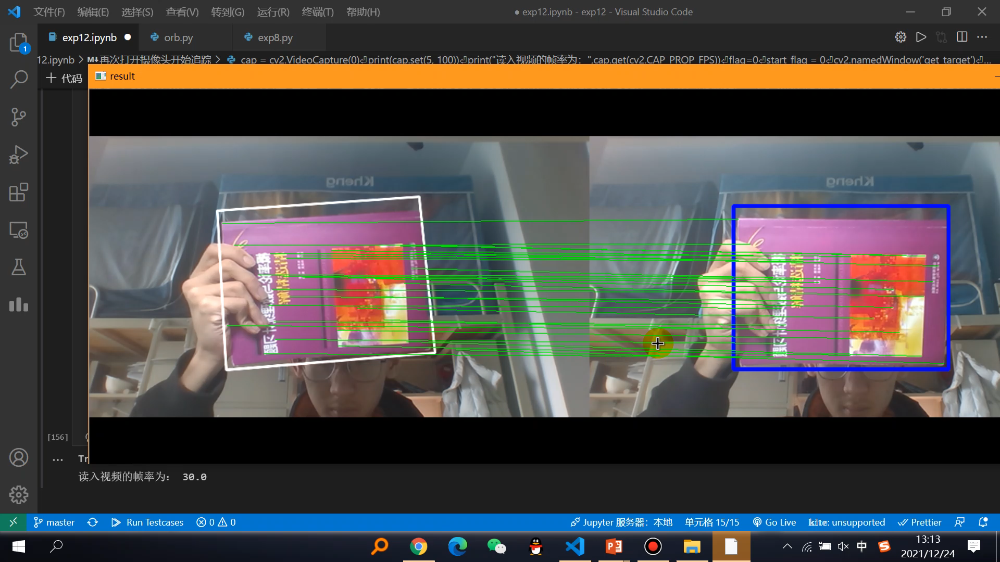 文件(F) 编辑(E) 选择(S) 查看(V) 转到(G) 运行(R) 终端(T) 帮助(H) ● exp12.ipynb - exp12 - Visual Studio Code
exp12.ipynb orb.py exp8.py
1
12.ipynb > M↓再次打开摄像头开始追踪 > cap = cv2.VideoCapture(0)⏎print(cap.set(5, 100))⏎print("读入视频的帧率为：",cap.get(cv2.CAP_PROP_FPS))⏎flag=0⏎start_flag = 0⏎cv2.namedWindow('get_target')⏎...
+ 代码
result
Kheng Kheng
[156]
... Tr
读入视频的帧率为： 30.0
master Run Testcases 0 0 Jupyter 服务器：本地 单元格 15/15 Go Live kite: unsupported Prettier
中 13:13
2021/12/24